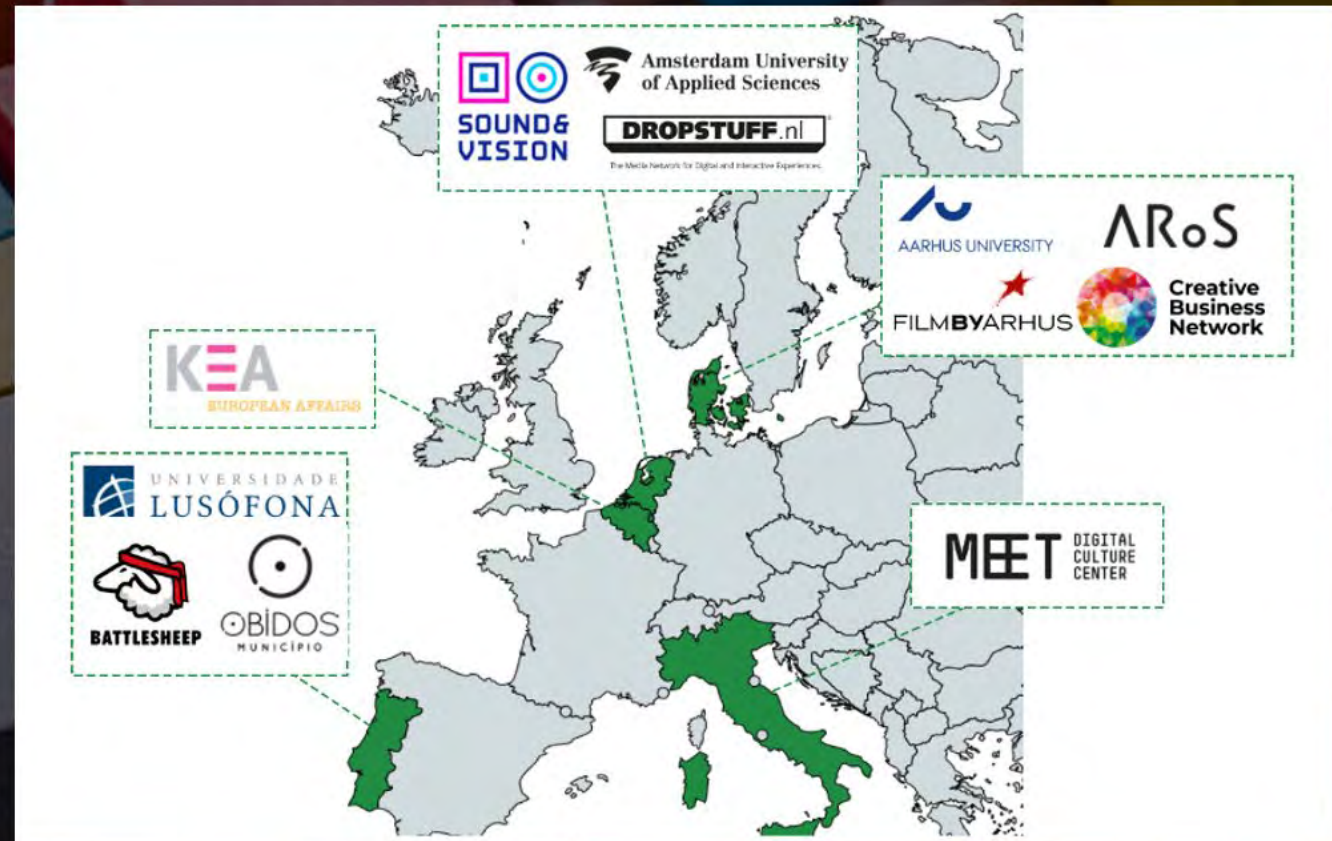 SOUND&
VISION
Amsterdam University
of Applied Sciences
DROPSTUFF.nl
The Media Network for Digital and Interactive Experiences.
AARHUS UNIVERSITY
ARoS
FILMBYARHUS
Creative
Business
Network
KEA
EUROPEAN AFFAIRS
UNIVERSIDADE
LUSÓFONA
BATTLESHEEP
OBIDOS
MUNICÍPIO
MEET
DIGITAL
CULTURE
CENTER